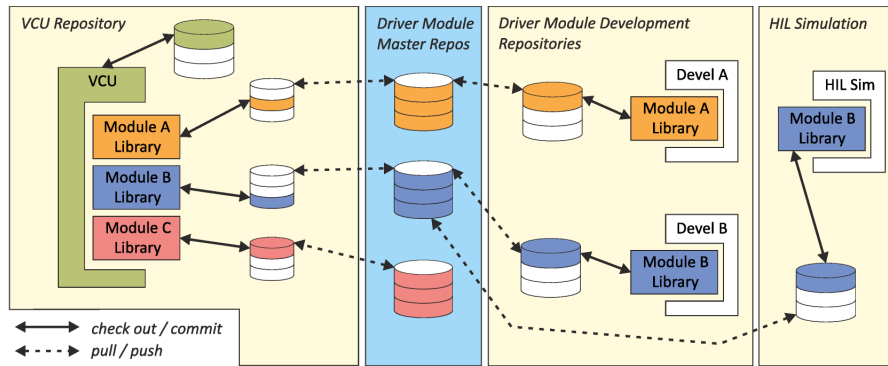 VCU Repository
Driver Module
Master Repos
Driver Module Development
Repositories
HIL Simulation
VCU
Module A
Library
Module B
Library
Module C
Library
Devel A
Module A
Library
Devel B
Module B
Library
HIL Sim
Module B
Library
check out / commit
pull / push